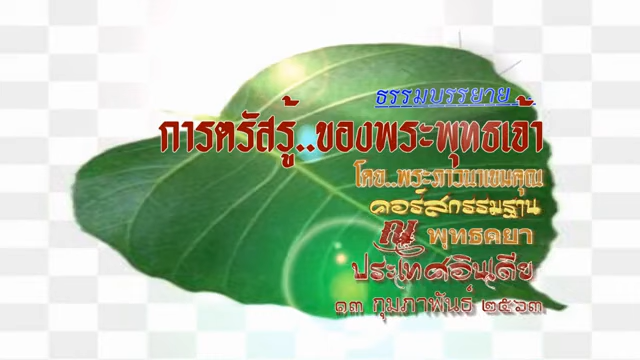 ธรรมบรรยาย
การตรัสรู้..ของพระพุทธเจ้า
โดย..พระภาวนาเขมคุณ
คอร์สกรรมฐาน
ณ พุทธคยา
ประเทศอินเดีย
๑๓ กุมภาพันธ์ ๒๕๖๓